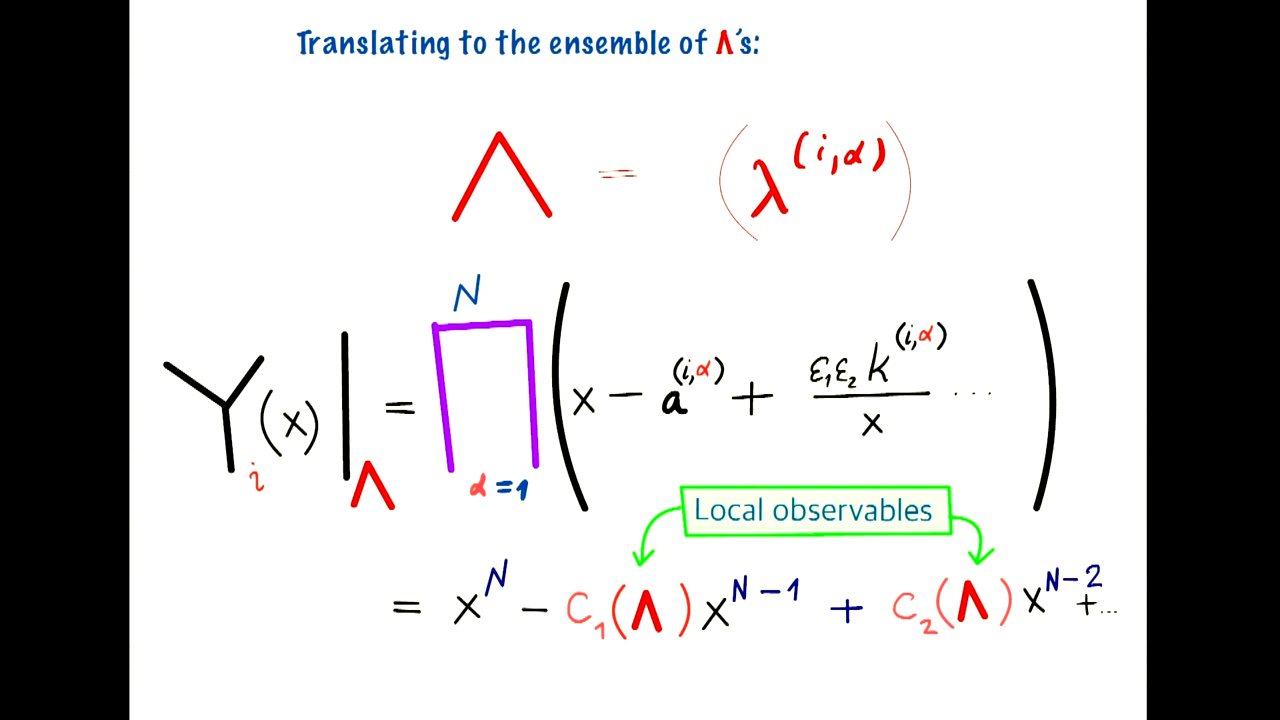 Translating to the ensemble of Λ's:
Λ = (λ^(i,α))
Y_i(x)|_Λ = ∏_{α=1}^{N} (x − a^(i,α) + ε₁ε₂ k^(i,α) / x ....)
Local observables
= x^N − C₁(Λ) x^{N−1} + C₂(Λ) x^{N−2} + ...